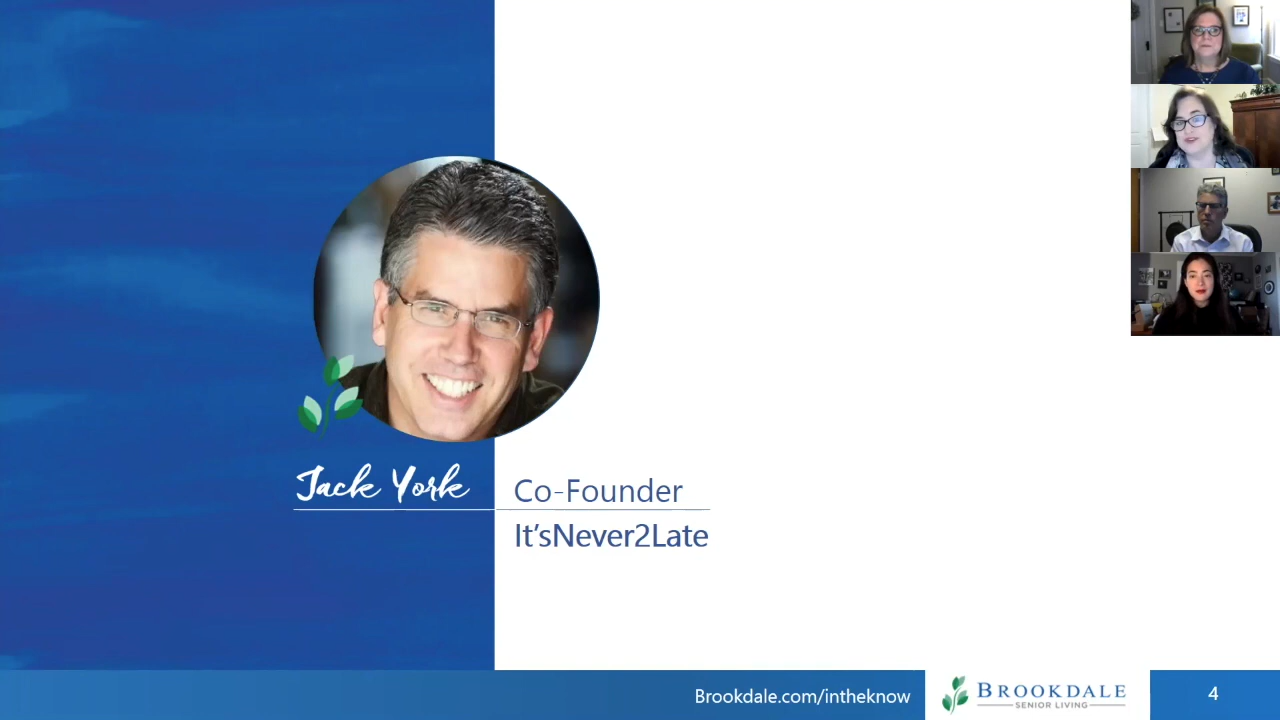 Jack York
Co-Founder
It'sNever2Late
Brookdale.com/intheknow
BROOKDALE
SENIOR LIVING
4